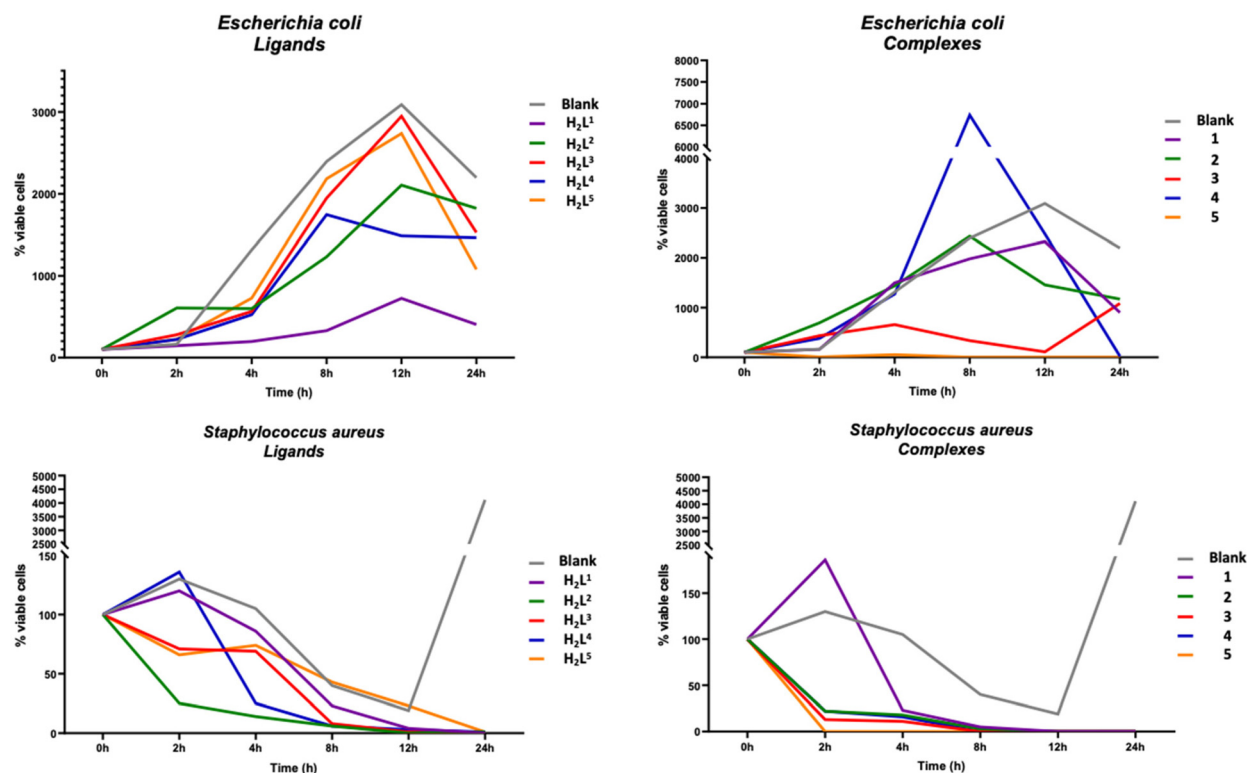 Escherichia coli
Ligands
3000
2000
1000
0
% viable cells
0h 2h 4h 8h 12h 24h
Time (h)
Blank
H₂L¹
H₂L²
H₂L³
H₂L⁴
H₂L⁵
Escherichia coli
Complexes
8000
7500
7000
6500
6000
4000
3000
2000
1000
0
% viable cells
0h 2h 4h 8h 12h 24h
Time (h)
Blank
1
2
3
4
5
Staphylococcus aureus
Ligands
5000
4500
4000
3500
3000
2500
150
100
50
0
% viable cells
0h 2h 4h 8h 12h 24h
Time (h)
Blank
H₂L¹
H₂L²
H₂L³
H₂L⁴
H₂L⁵
Staphylococcus aureus
Complexes
5000
4500
4000
3500
3000
2500
150
100
50
0
% viable cells
0h 2h 4h 8h 12h 24h
Time (h)
Blank
1
2
3
4
5